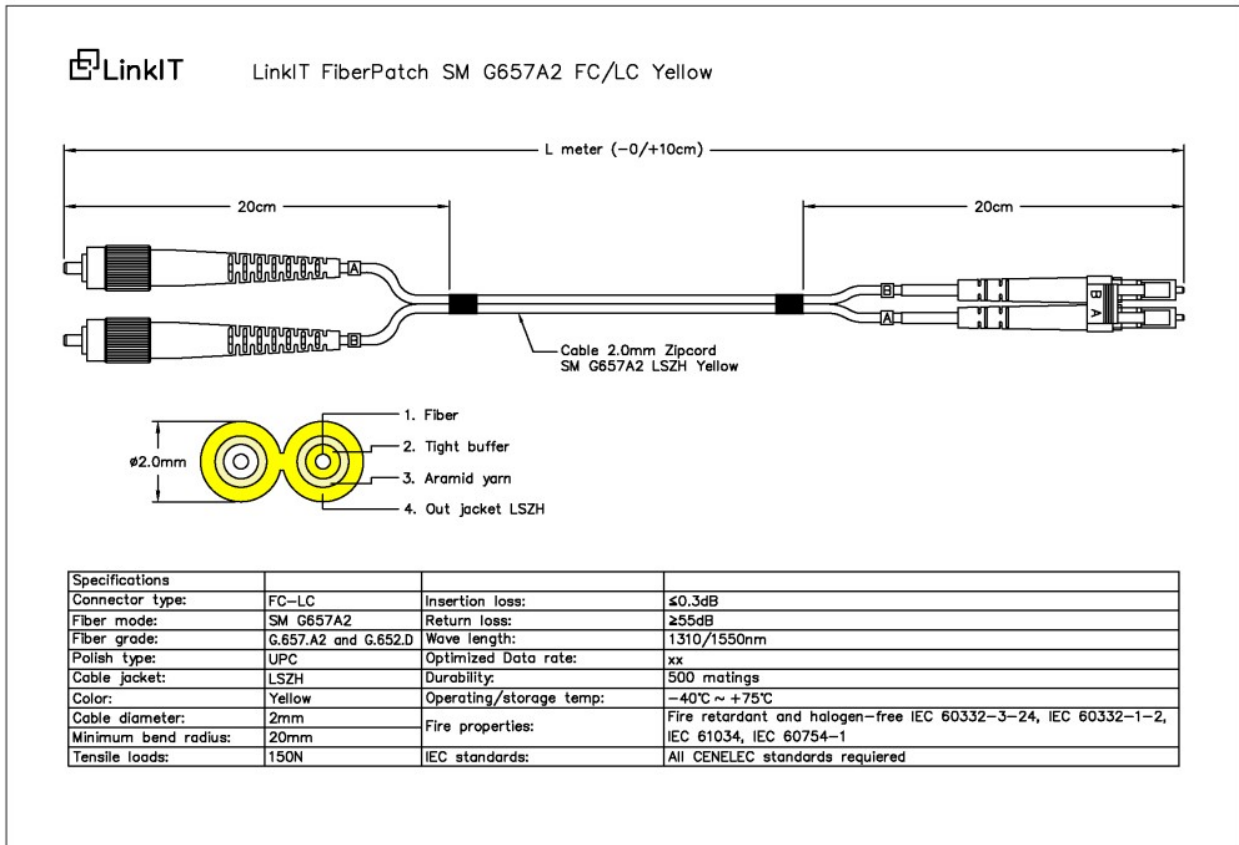 LinkIT
LinkIT FiberPatch SM G657A2 FC/LC Yellow
L meter (-0/+10cm)
20cm
20cm
A
B
B
A
B
A
Cable 2.0mm Zipcord
SM G657A2 LSZH Yellow
ø2.0mm
1. Fiber
2. Tight buffer
3. Aramid yarn
4. Out jacket LSZH
Specifications
Connector type: FC-LC Insertion loss: ≤0.3dB
Fiber mode: SM G657A2 Return loss: ≥55dB
Fiber grade: G.657.A2 and G.652.D Wave length: 1310/1550nm
Polish type: UPC Optimized Data rate: xx
Cable jacket: LSZH Durability: 500 matings
Color: Yellow Operating/storage temp: -40℃ ~ +75℃
Cable diameter: 2mm Fire properties: Fire retardant and halogen-free IEC 60332-3-24, IEC 60332-1-2,
Minimum bend radius: 20mm IEC 61034, IEC 60754-1
Tensile loads: 150N IEC standards: All CENELEC standards requiered